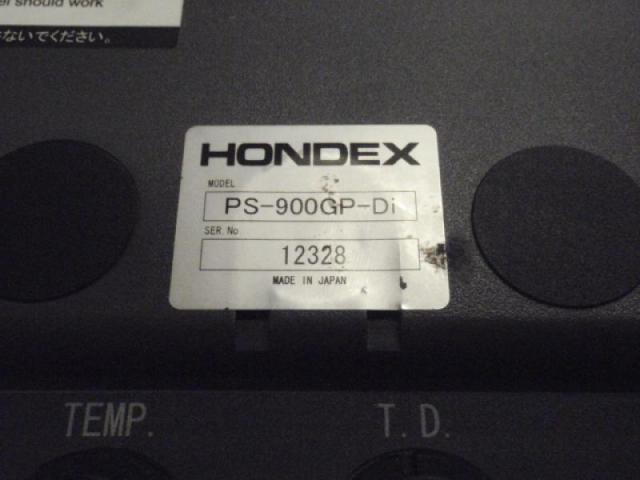 should work
ないでください。
HONDEX
MODEL
PS-900GP-Di
SER.No
12328
MADE IN JAPAN
TEMP.
T.D.